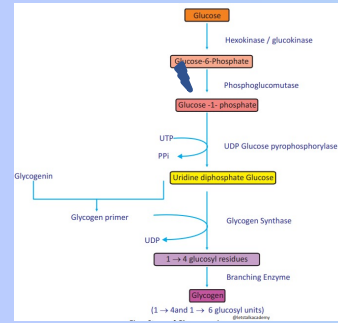 Glucose
Hexokinase / glucokinase
Glucose-6-Phosphate
Phosphoglucomutase
Glucose -1- phosphate
UTP
UDP Glucose pyrophosphorylase
PPi
Glycogenin
Uridine diphosphate Glucose
Glycogen primer
Glycogen Synthase
UDP
1 → 4 glucosyl residues
Branching Enzyme
Glycogen
(1 → 4and 1 → 6 glucosyl units)